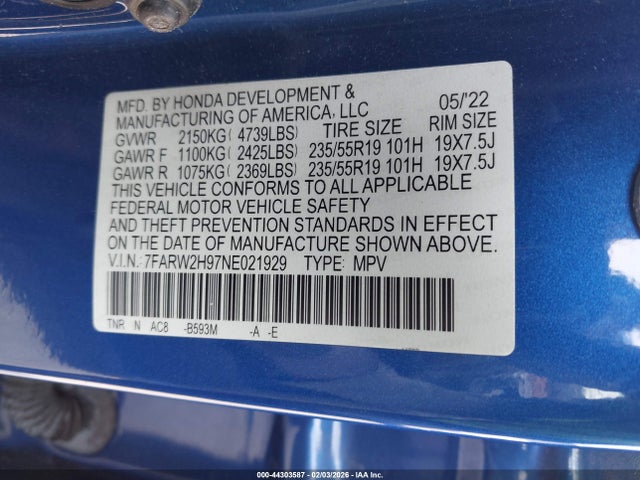 MFD. BY HONDA DEVELOPMENT &
MANUFACTURING OF AMERICA, LLC 05/'22
GVWR 2150KG( 4739LBS) TIRE SIZE RIM SIZE
GAWR F 1100KG( 2425LBS) 235/55R19 101H 19X7.5J
GAWR R 1075KG( 2369LBS) 235/55R19 101H 19X7.5J
THIS VEHICLE CONFORMS TO ALL APPLICABLE
FEDERAL MOTOR VEHICLE SAFETY
AND THEFT PREVENTION STANDARDS IN EFFECT
ON THE DATE OF MANUFACTURE SHOWN ABOVE.
V.I.N.: 7FARW2H97NE021929 TYPE: MPV
TNR N AC8 -B593M -A -E
000-44303587 - 02/03/2026 - IAA Inc.